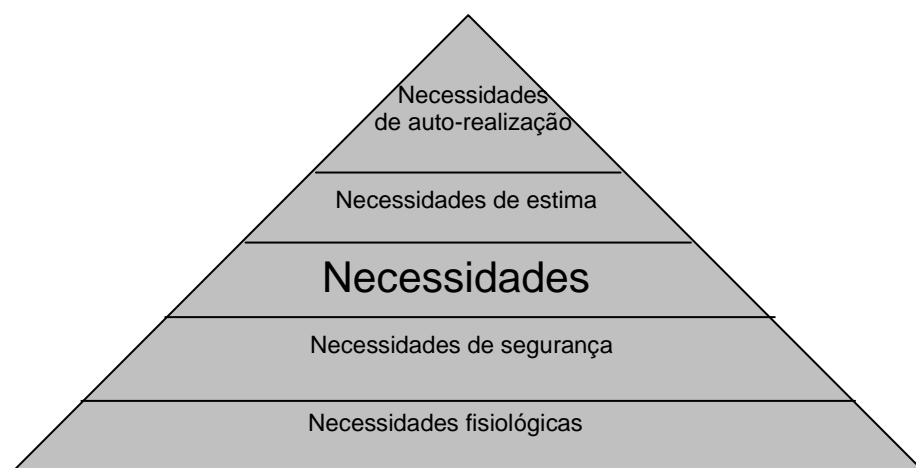 Necessidades
de auto-realização
Necessidades de estima
Necessidades
Necessidades de segurança
Necessidades fisiológicas